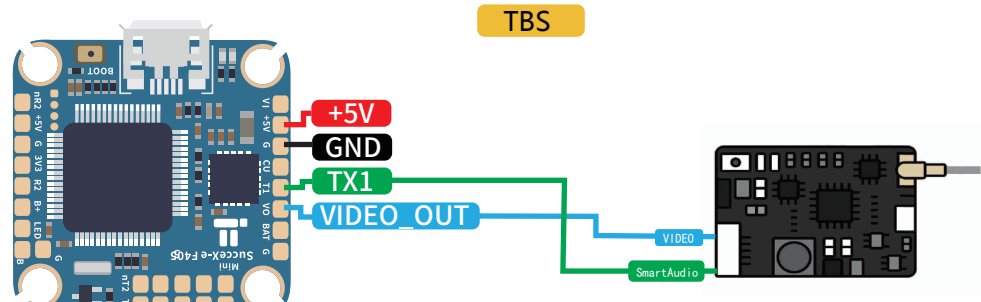 TBS
BOOT
nR2
+5V
G
3V3
R2
B+
LED
B
G
VI
+5V
G
CU
T1
VO
BAT
G
+5V
GND
TX1
VIDEO_OUT
VIDEO
SmartAudio
SucceX-e F405
Mini
nT2